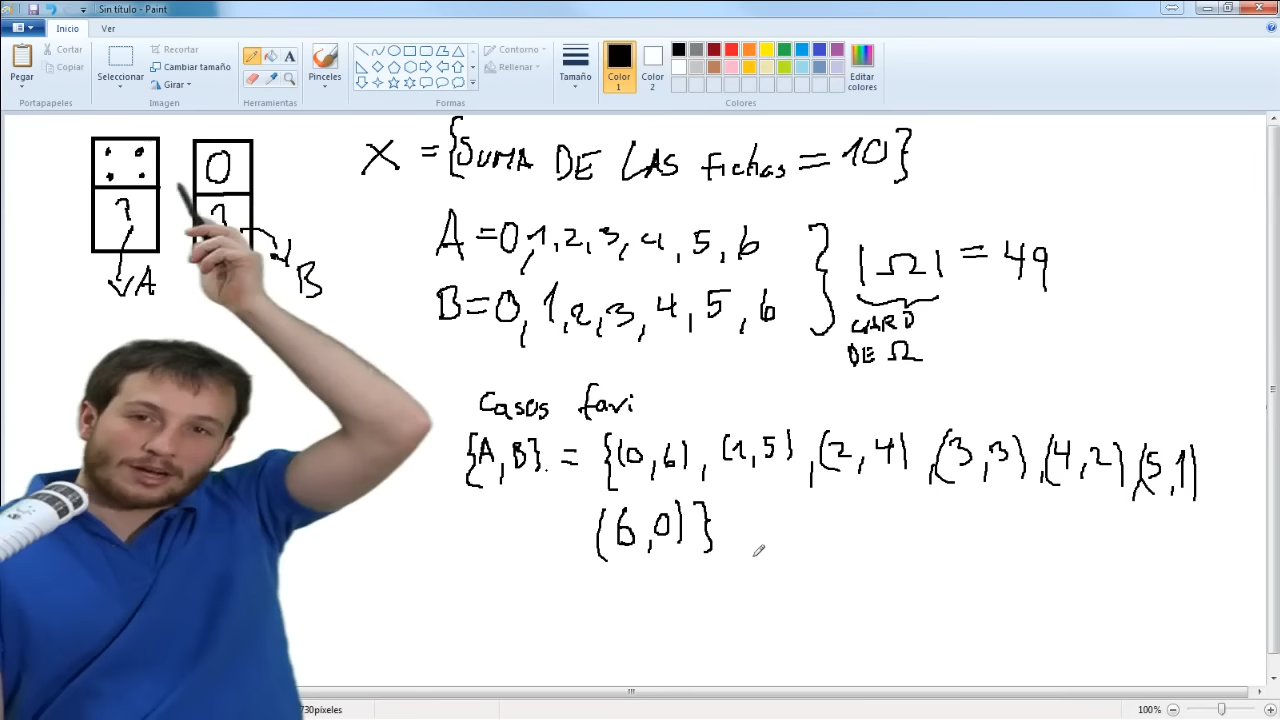 Sin título - Paint
Inicio
Ver
Pegar
Cortar
Copiar
Portapapeles
Seleccionar
Recortar
Cambiar tamaño
Girar
Imagen
A
Herramientas
Pinceles
Contorno
Rellenar
Formas
Tamaño
Color 1
Color 2
Editar colores
Colores
?
A
0
?
B
X = {SUMA DE LAS fichas = 10}
A = 0, 1, 2, 3, 4, 5, 6
B = 0, 1, 2, 3, 4, 5, 6
} |Ω| = 49
CARD
DE Ω
Casos favi
{A, B} = {(0, 6), (1, 5), (2, 4), (3, 3), (4, 2), (5, 1)
(6, 0)}
730píxeles
100%